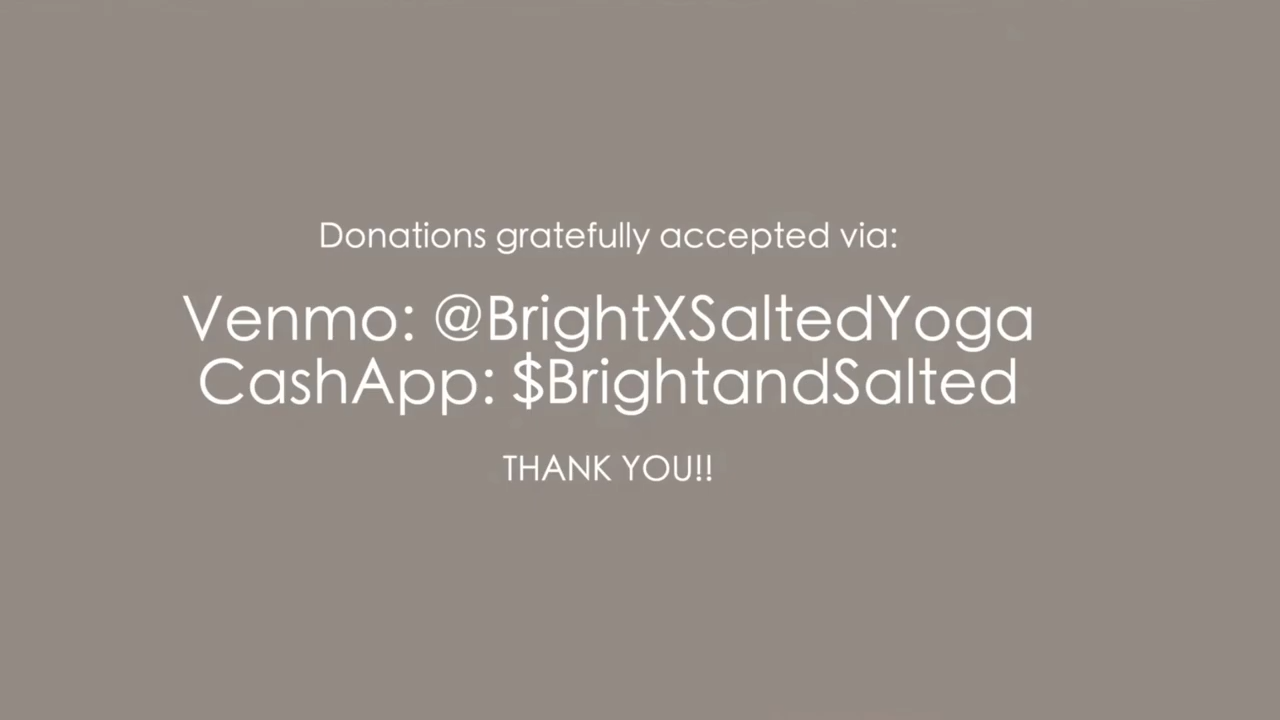 Donations gratefully accepted via:
Venmo: @BrightXSaltedYoga
CashApp: $BrightandSalted
THANK YOU!!